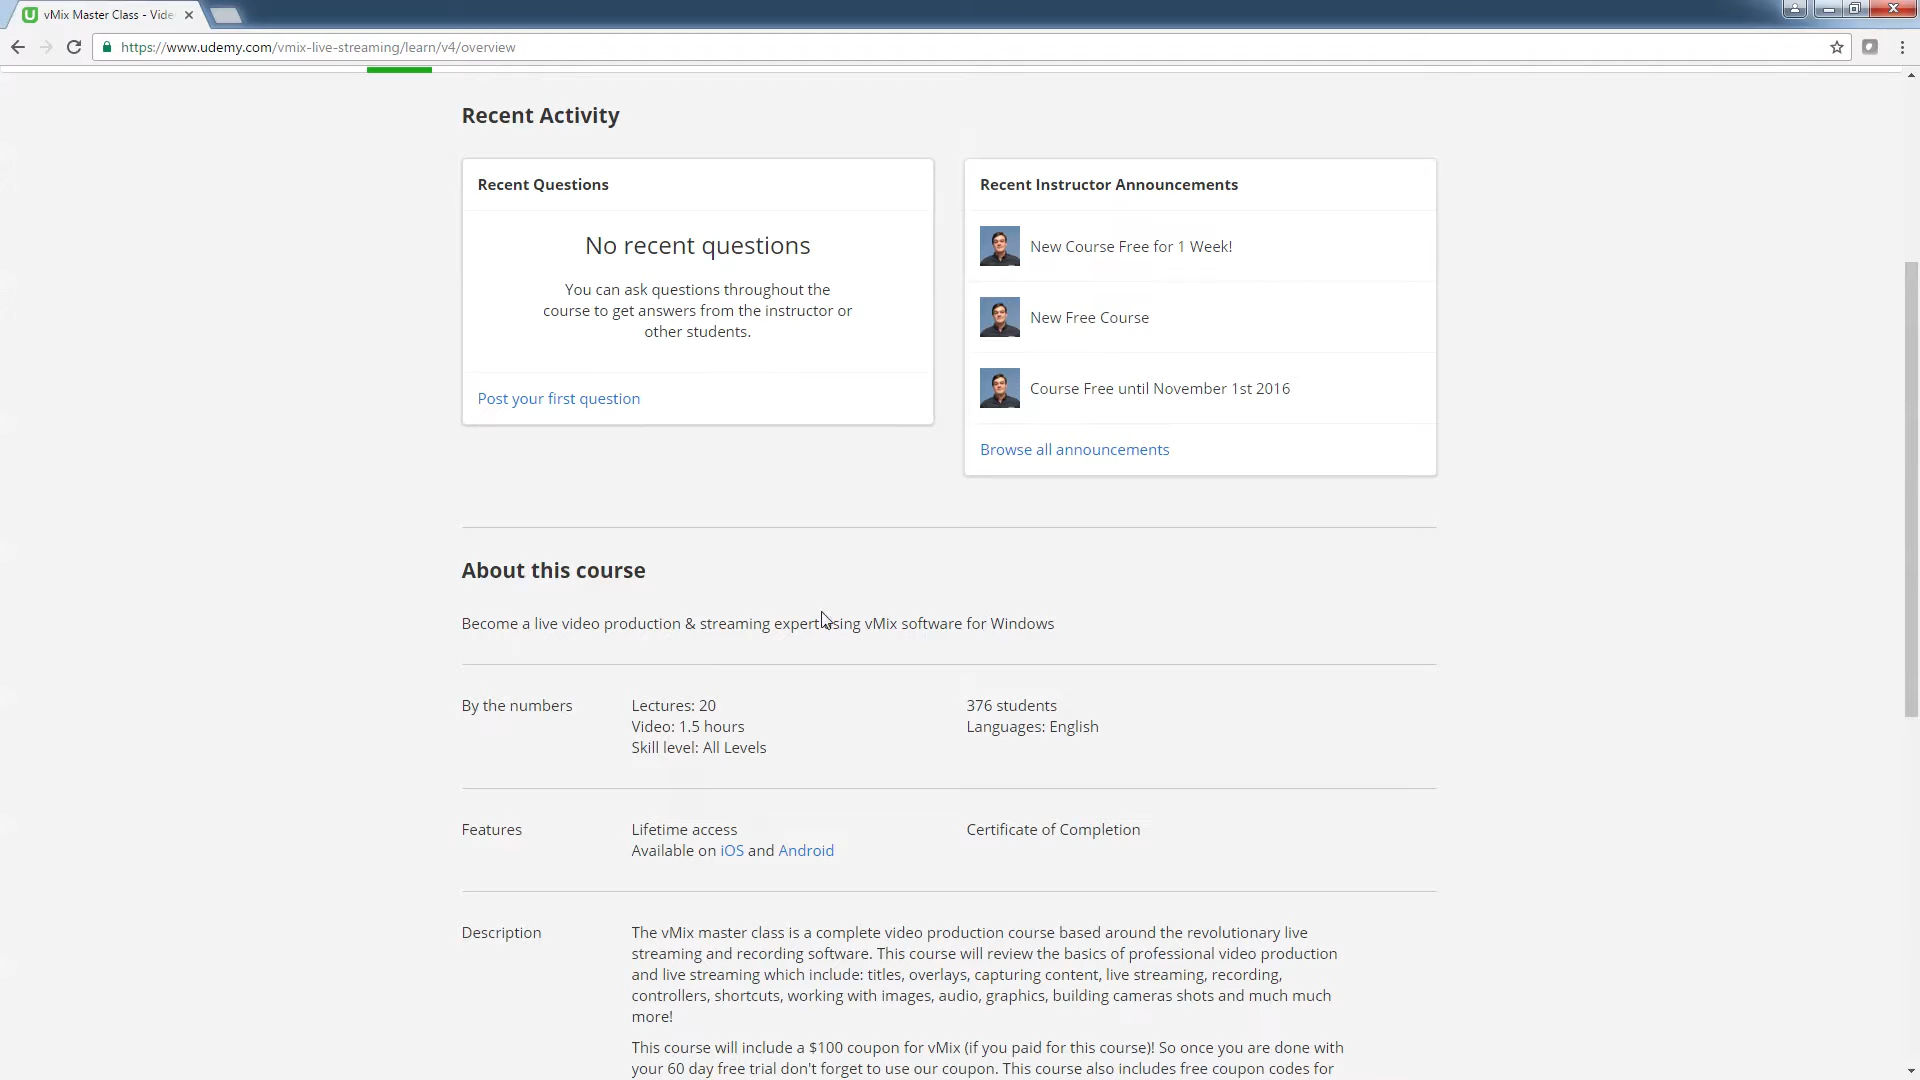 vMix Master Class - Vide
https://www.udemy.com/vmix-live-streaming/learn/v4/overview
Recent Activity
Recent Questions
No recent questions
You can ask questions throughout the
course to get answers from the instructor or
other students.
Post your first question
Recent Instructor Announcements
New Course Free for 1 Week!
New Free Course
Course Free until November 1st 2016
Browse all announcements
About this course
Become a live video production & streaming expert using vMix software for Windows
By the numbers
Lectures: 20
Video: 1.5 hours
Skill level: All Levels
376 students
Languages: English
Features
Lifetime access
Available on iOS and Android
Certificate of Completion
Description
The vMix master class is a complete video production course based around the revolutionary live
streaming and recording software. This course will review the basics of professional video production
and live streaming which include: titles, overlays, capturing content, live streaming, recording,
controllers, shortcuts, working with images, audio, graphics, building cameras shots and much much
more!
This course will include a $100 coupon for vMix (if you paid for this course)! So once you are done with
your 60 day free trial don't forget to use our coupon. This course also includes free coupon codes for